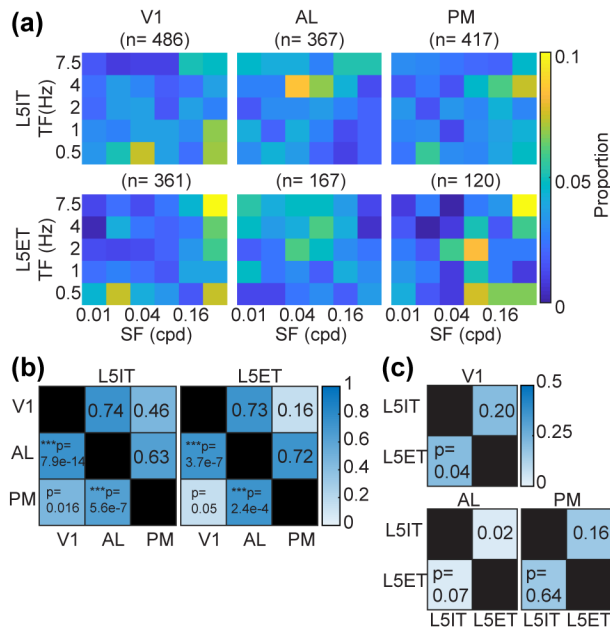 (a)
V1 AL PM
(n= 486) (n= 367) (n= 417)
L5IT
TF(Hz)
7.5
4
2
1
0.5
(n= 361) (n= 167) (n= 120)
L5ET
TF (Hz)
7.5
4
2
1
0.5
0.01 0.04 0.16 0.01 0.04 0.16 0.01 0.04 0.16
SF (cpd) SF (cpd) SF (cpd)
0.1
0.05
0
Proportion
(b)
L5IT L5ET
V1 0.74 0.46 0.73 0.16
AL ***p= 7.9e-14 0.63 ***p= 3.7e-7 0.72
PM p= 0.016 ***p= 5.6e-7 p= 0.05 ***p= 2.4e-4
V1 AL PM V1 AL PM
1
0.8
0.6
0.4
0.2
0
(c)
V1
L5IT 0.20
L5ET p= 0.04
0.5
0.25
0
AL PM
L5IT 0.02 0.16
L5ET p= 0.07 p= 0.64
L5IT L5ET L5IT L5ET